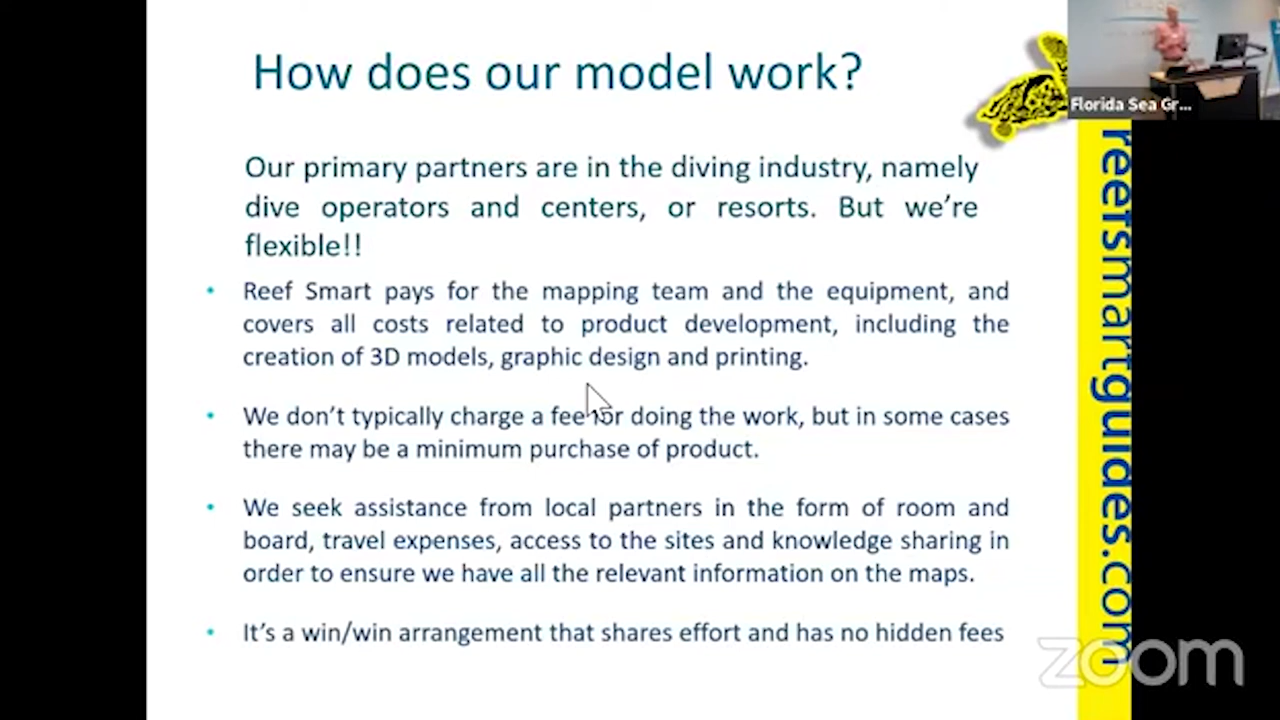 How does our model work?
Florida Sea Gr...
Our primary partners are in the diving industry, namely
dive operators and centers, or resorts. But we're
flexible!!
• Reef Smart pays for the mapping team and the equipment, and
covers all costs related to product development, including the
creation of 3D models, graphic design and printing.
• We don't typically charge a fee for doing the work, but in some cases
there may be a minimum purchase of product.
• We seek assistance from local partners in the form of room and
board, travel expenses, access to the sites and knowledge sharing in
order to ensure we have all the relevant information on the maps.
• It's a win/win arrangement that shares effort and has no hidden fees
reefsmartguides.com
zoom